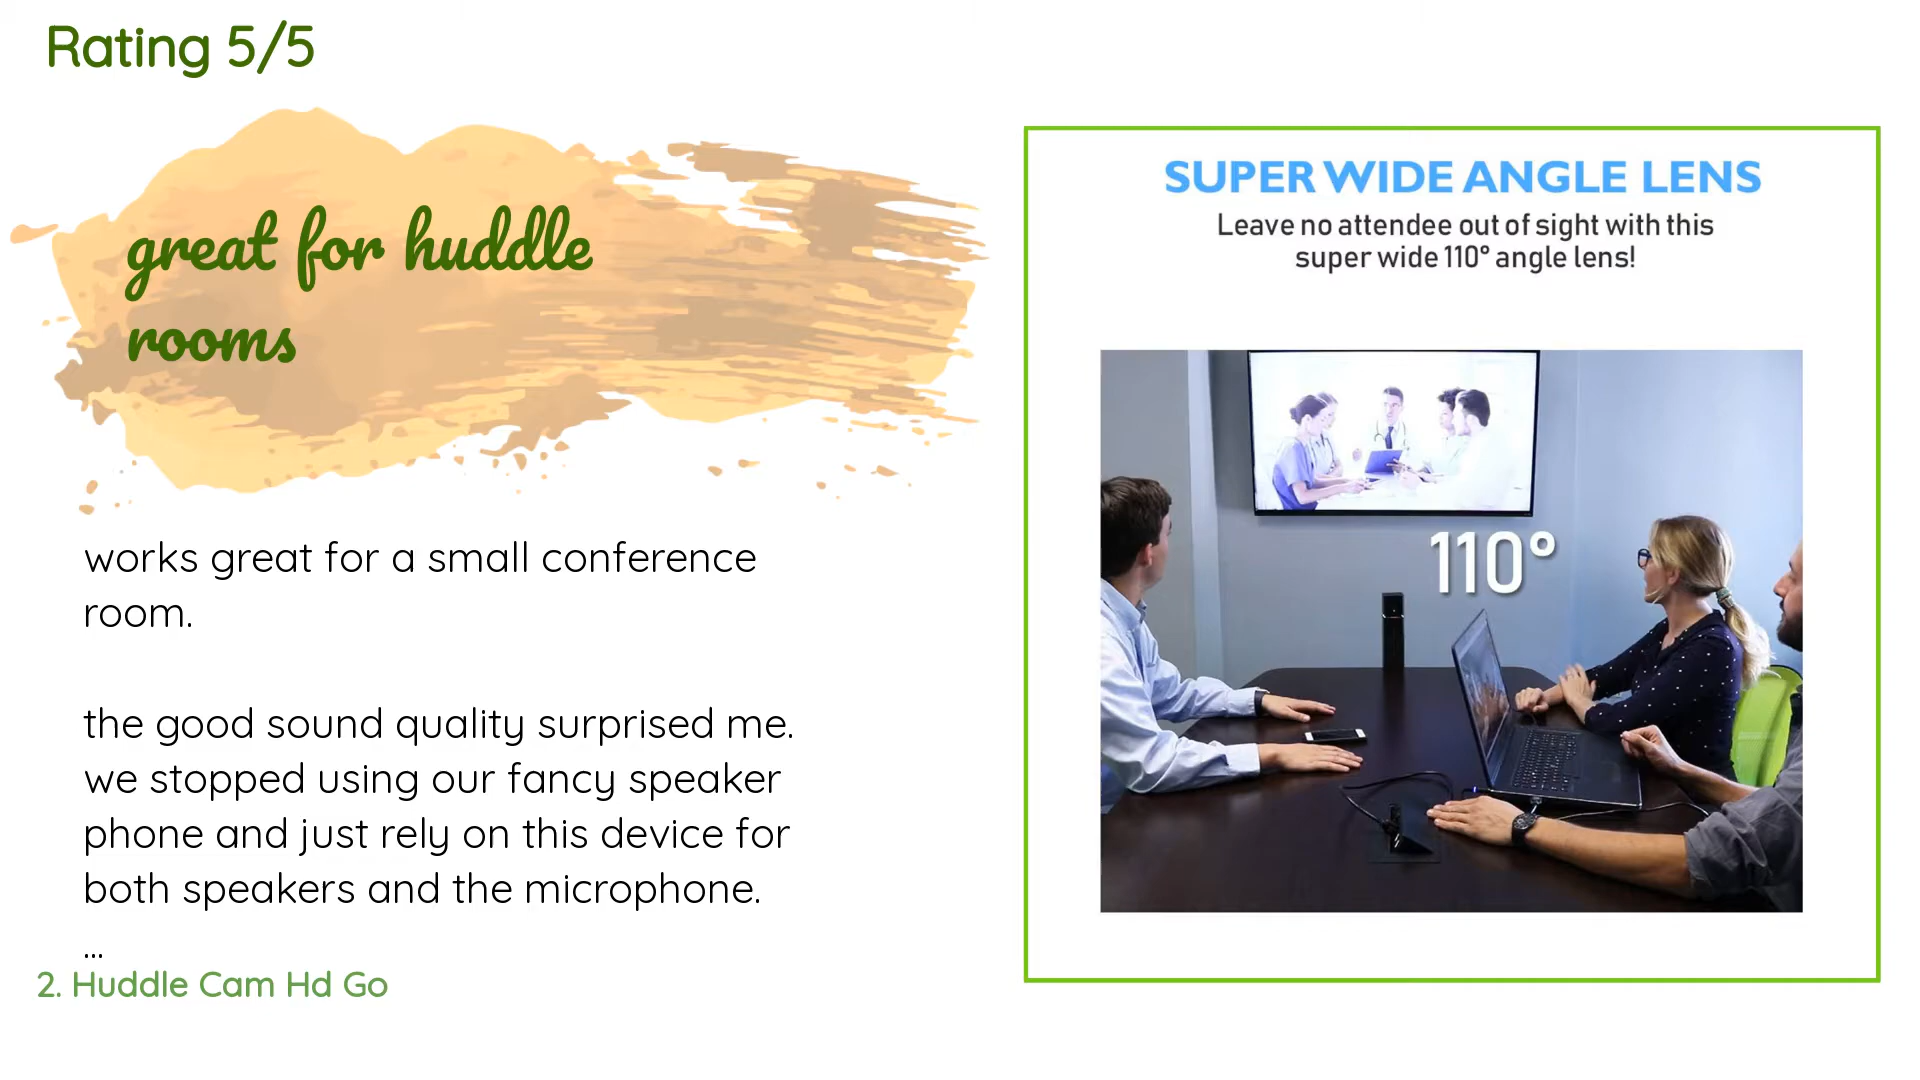 Rating 5/5
great for huddle
rooms
works great for a small conference
room.
the good sound quality surprised me.
we stopped using our fancy speaker
phone and just rely on this device for
both speakers and the microphone.
...
2. Huddle Cam Hd Go
SUPER WIDE ANGLE LENS
Leave no attendee out of sight with this
super wide 110° angle lens!
110°